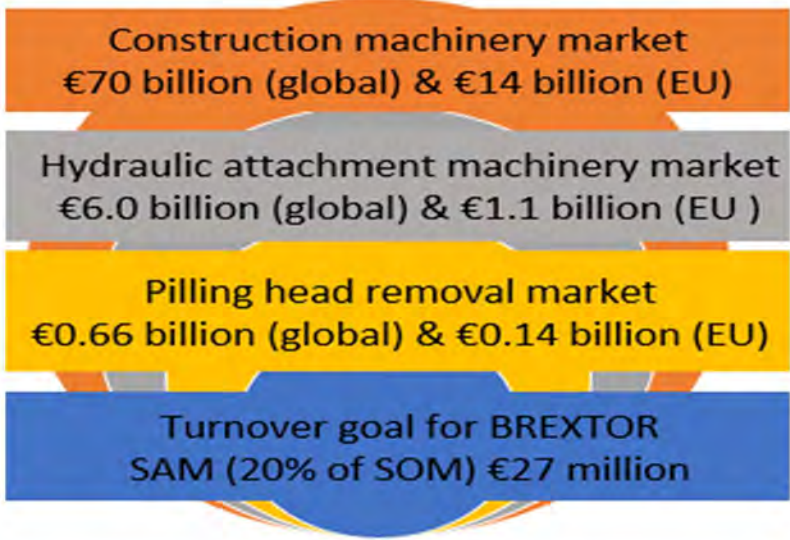 Construction machinery market
€70 billion (global) & €14 billion (EU)
Hydraulic attachment machinery market
€6.0 billion (global) & €1.1 billion (EU )
Pilling head removal market
€0.66 billion (global) & €0.14 billion (EU)
Turnover goal for BREXTOR
SAM (20% of SOM) €27 million